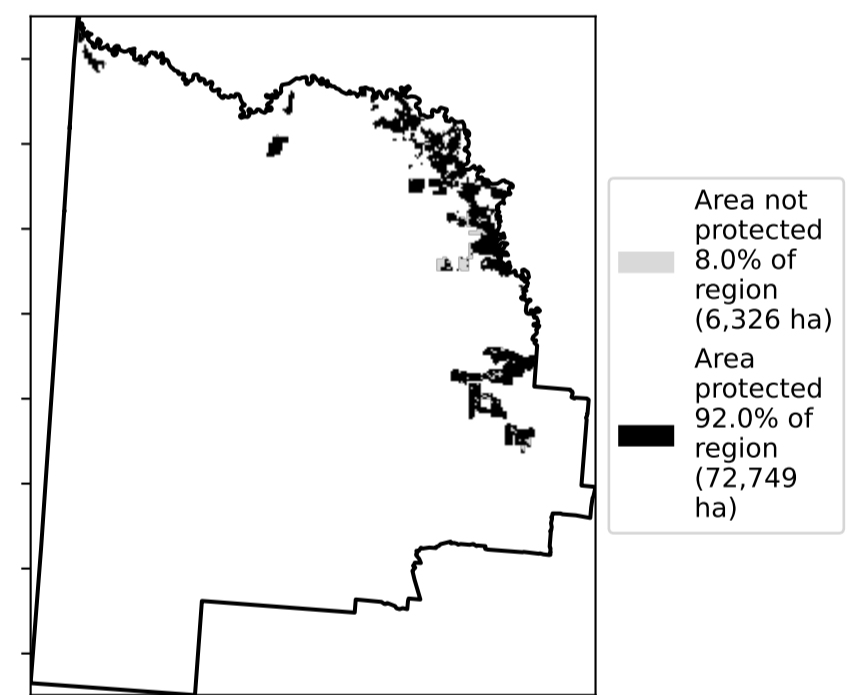 Area not
protected
8.0% of
region
(6,326 ha)
Area
protected
92.0% of
region
(72,749
ha)